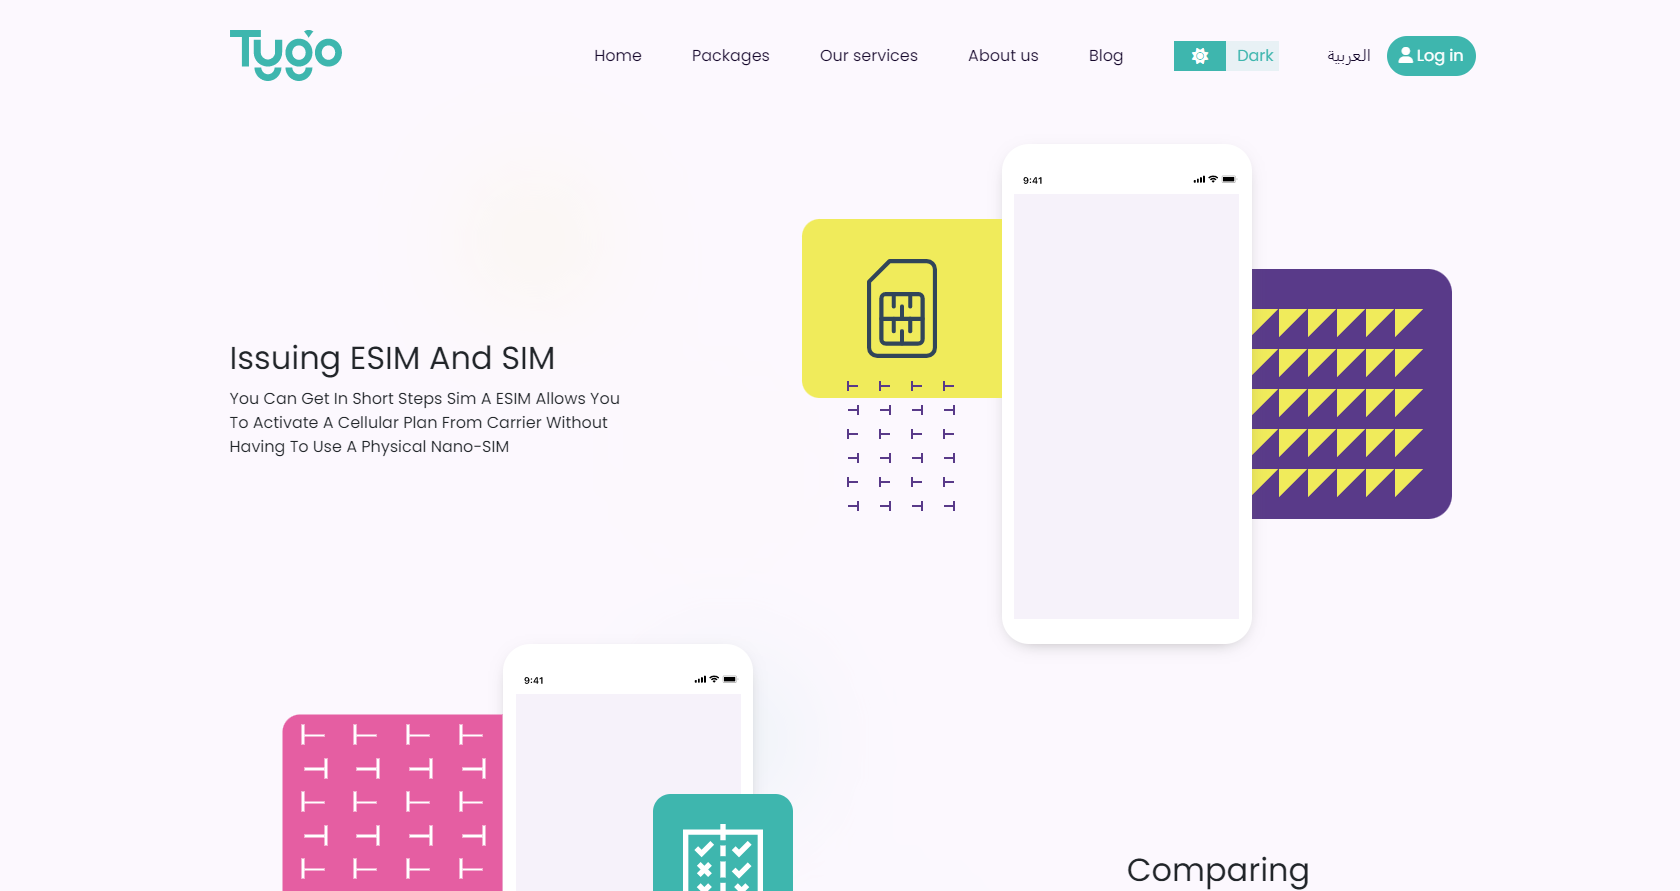 Tygo
Home
Packages
Our services
About us
Blog
Dark
العربية
Log in
9:41
Issuing ESIM And SIM
You Can Get In Short Steps Sim A ESIM Allows You
To Activate A Cellular Plan From Carrier Without
Having To Use A Physical Nano-SIM
9:41
Comparing